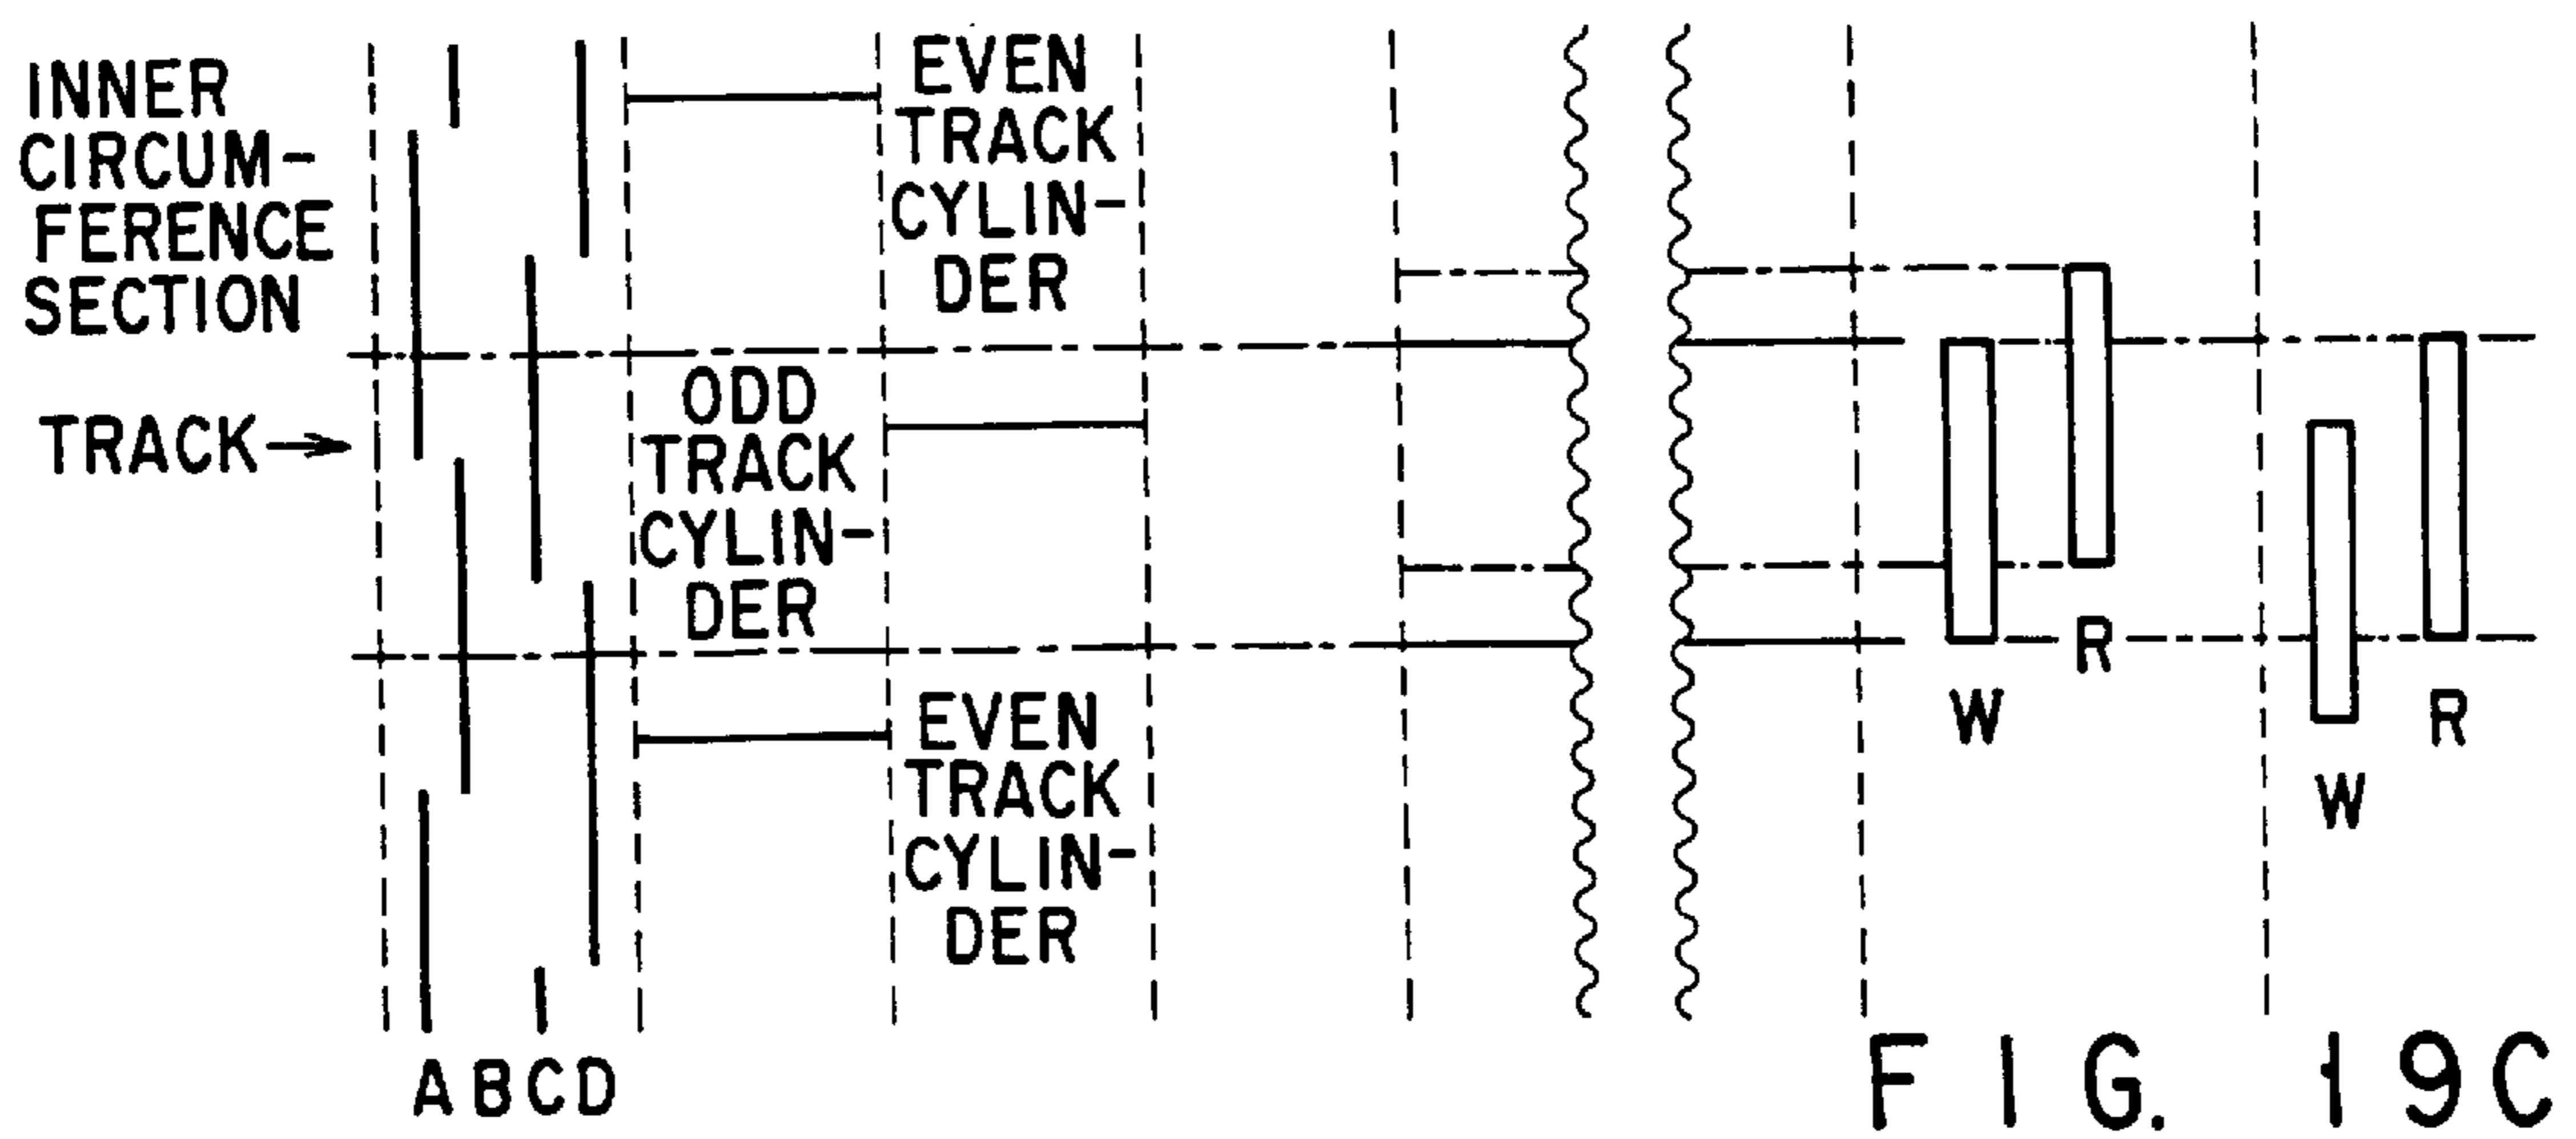 INNER
CIRCUM-
FERENCE
SECTION
TRACK
EVEN
TRACK
CYLIN-
DER
ODD
TRACK
CYLIN-
DER
EVEN
TRACK
CYLIN-
DER
W
R
W
R
A B C D
FIG. 19C